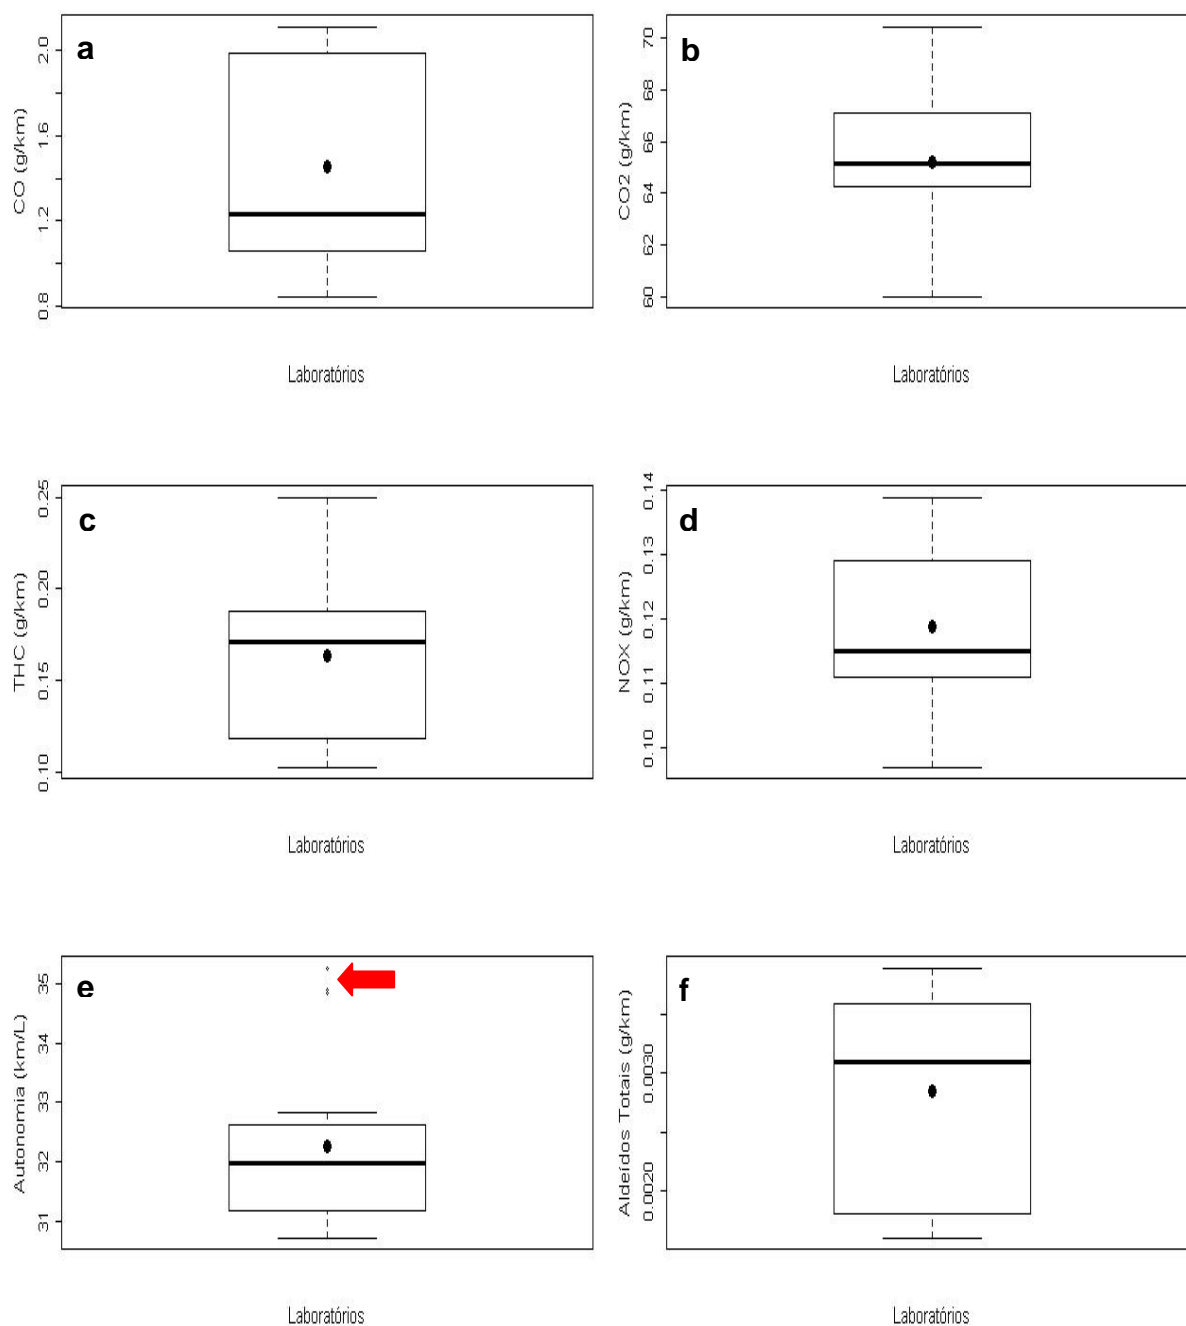 a
CO (g/km)
2.0
1.6
1.2
0.8
Laboratórios
b
CO2 (g/km)
70
68
66
64
62
60
Laboratórios
c
THC (g/km)
0.25
0.20
0.15
0.10
Laboratórios
d
NOX (g/km)
0.14
0.13
0.12
0.11
0.10
Laboratórios
e
Autonomia (km/L)
35
34
33
32
31
Laboratórios
f
Aldeídos Totais (g/km)
0.0030
0.0020
Laboratórios